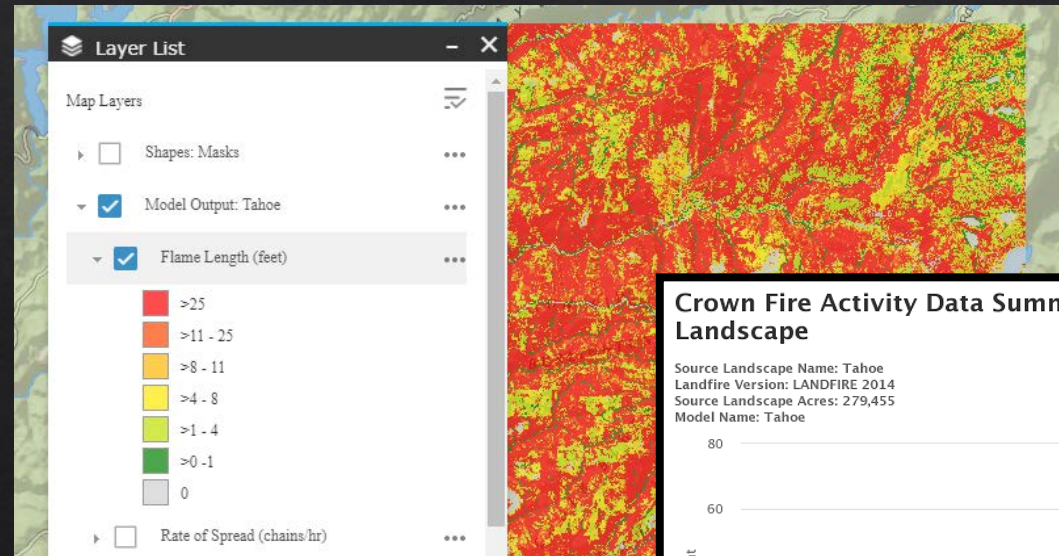 Layer List
Map Layers
Shapes: Masks
Model Output: Tahoe
Flame Length (feet)
>25
>11 - 25
>8 - 11
>4 - 8
>1 - 4
>0 -1
0
Rate of Spread (chains/hr)
Crown Fire Activity Data Summ
Landscape
Source Landscape Name: Tahoe
Landfire Version: LANDFIRE 2014
Source Landscape Acres: 279,455
Model Name: Tahoe
80
60